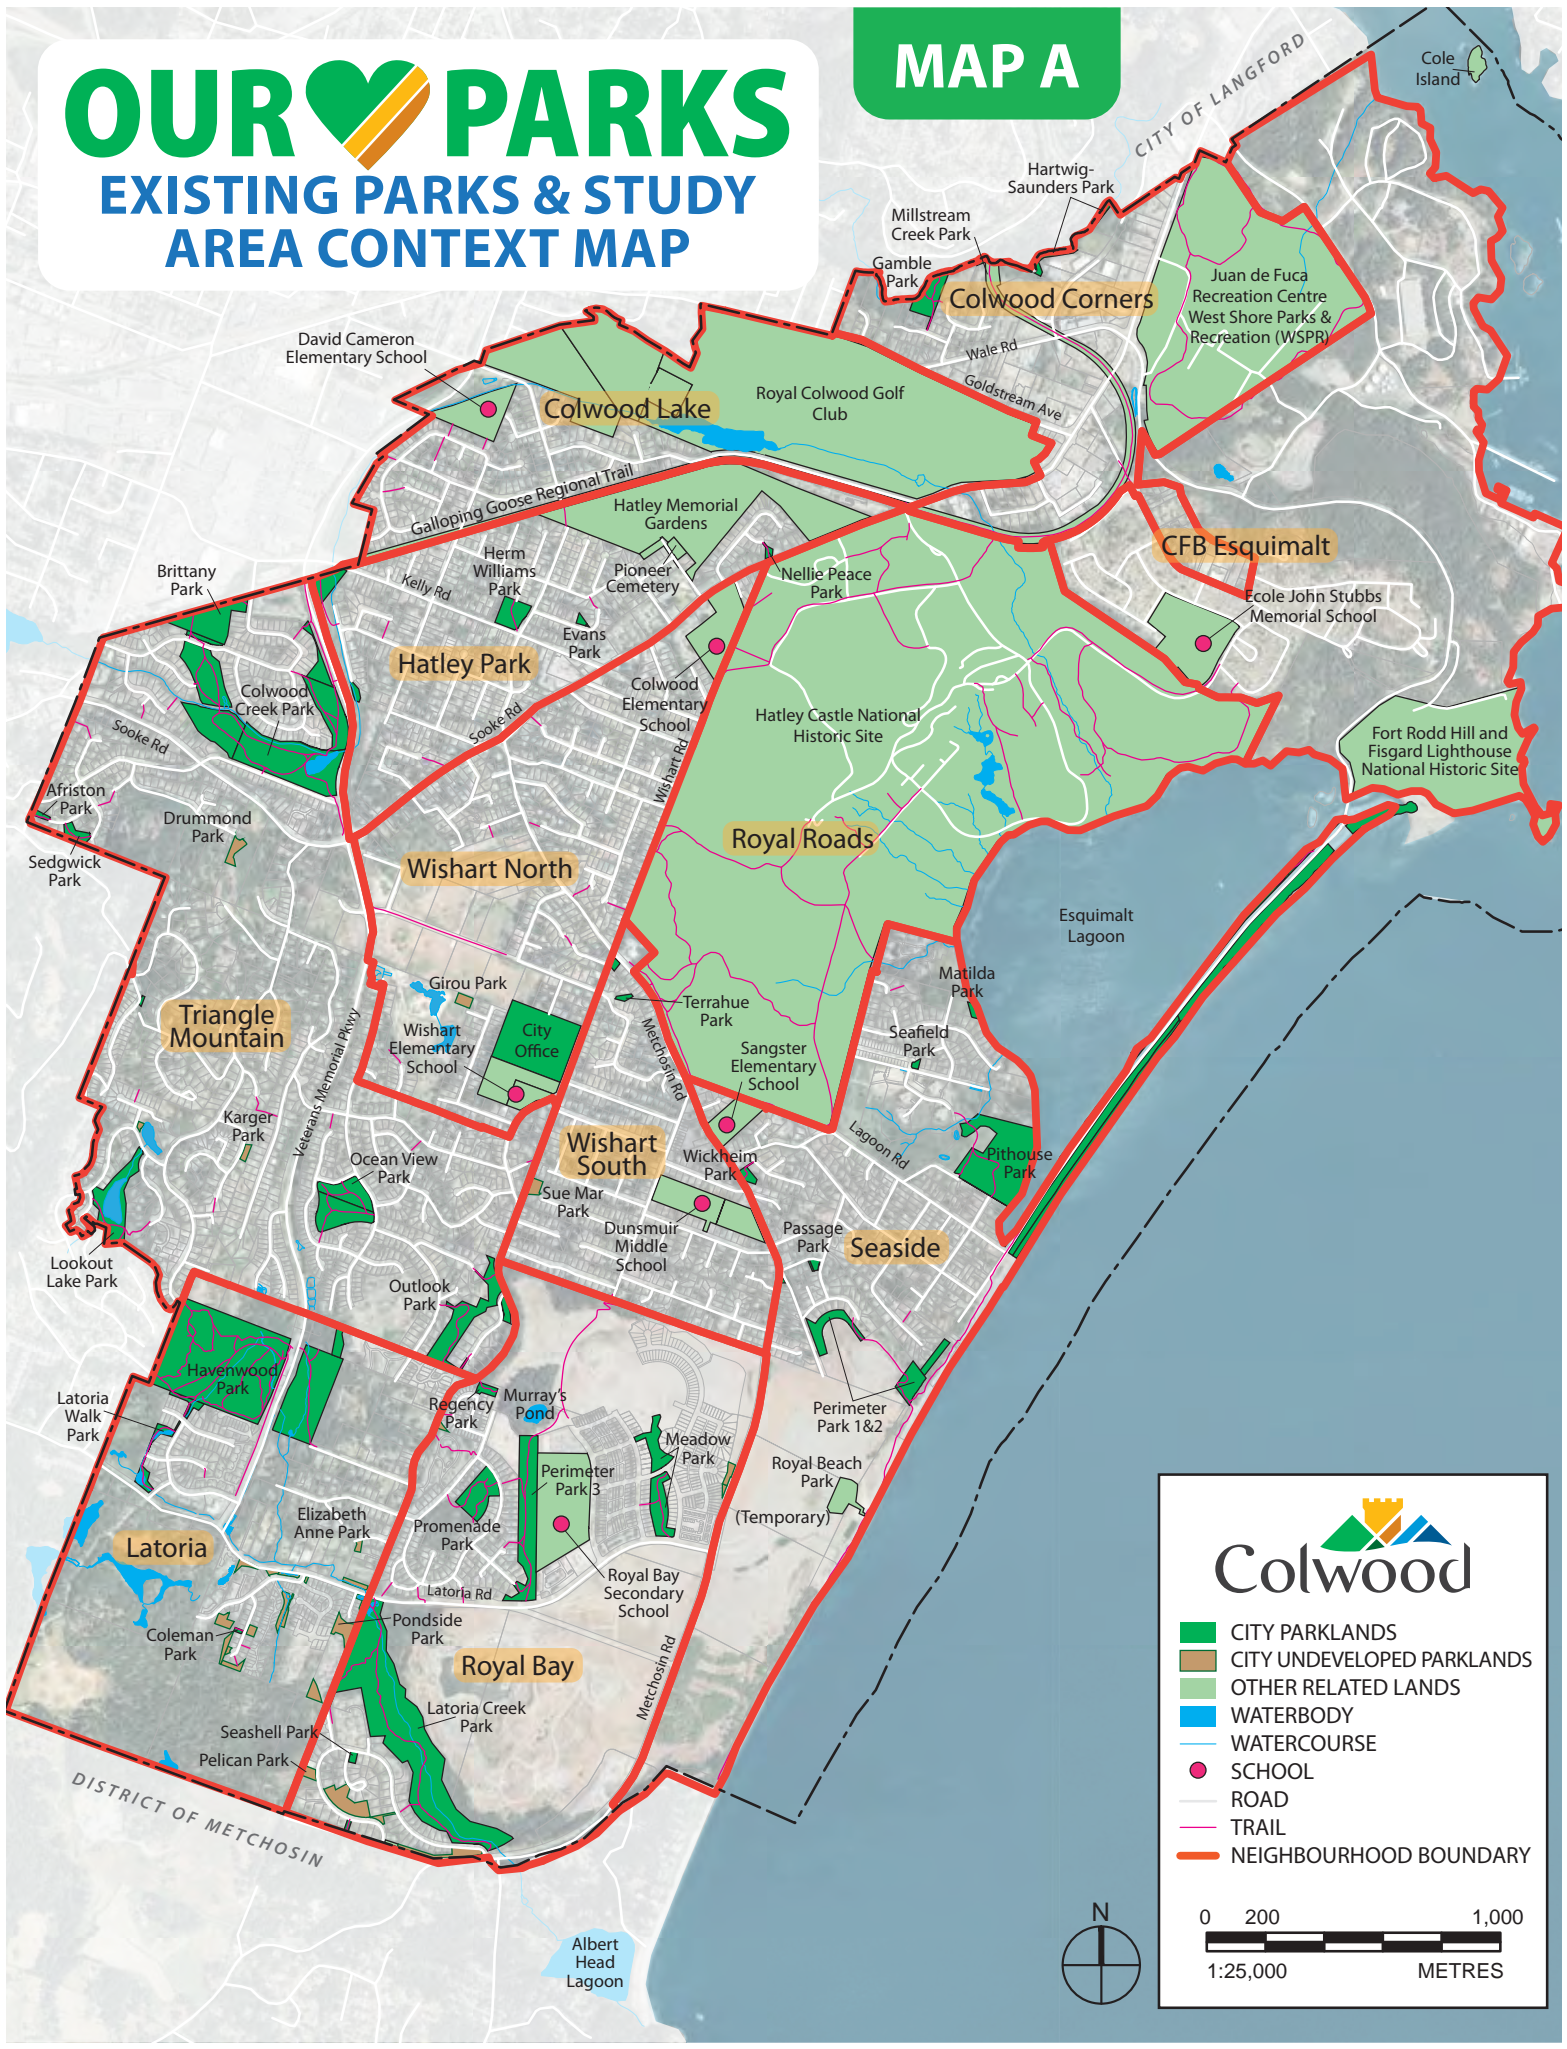 OUR PARKS
EXISTING PARKS & STUDY
AREA CONTEXT MAP
MAP A
CITY OF LANGFORD
Cole
Island
Hartwig-
Saunders Park
Millstream
Creek Park
Gamble
Park
Colwood Corners
Juan de Fuca
Recreation Centre
West Shore Parks &
Recreation (WSPR)
David Cameron
Elementary School
Wale Rd
Goldstream Ave
Colwood Lake
Royal Colwood Golf
Club
Galloping Goose Regional Trail
Hatley Memorial
Gardens
CFB Esquimalt
Herm
Williams
Park
Pioneer
Cemetery
Nellie Peace
Park
Brittany
Park
Kelly Rd
Evans
Park
Ecole John Stubbs
Memorial School
Hatley Park
Colwood
Elementary
School
Colwood
Creek Park
Sooke Rd
Sooke Rd
Hatley Castle National
Historic Site
Wishart Rd
Fort Rodd Hill and
Fisgard Lighthouse
National Historic Site
Afriston
Park
Drummond
Park
Sedgwick
Park
Royal Roads
Wishart North
Esquimalt
Lagoon
Girou Park
Matilda
Park
Terrahue
Park
Triangle
Mountain
Wishart
Elementary
School
City
Office
Metchosin Rd
Seafield
Park
Sangster
Elementary
School
Veterans Memorial Pkwy
Karger
Park
Wishart
South
Lagoon Rd
Wickheim
Park
Pithouse
Park
Ocean View
Park
Sue Mar
Park
Dunsmuir
Middle
School
Passage
Park
Seaside
Lookout
Lake Park
Outlook
Park
Havenwood
Park
Latoria
Walk
Park
Regency
Park
Murray's
Pond
Perimeter
Park 1&2
Meadow
Park
Perimeter
Park 3
Royal Beach
Park
(Temporary)
Elizabeth
Anne Park
Promenade
Park
Latoria
Latoria Rd
Royal Bay
Secondary
School
Coleman
Park
Pondside
Park
Royal Bay
Metchosin Rd
Latoria Creek
Park
Seashell Park
Pelican Park
DISTRICT OF METCHOSIN
Albert
Head
Lagoon
N
Colwood
CITY PARKLANDS
CITY UNDEVELOPED PARKLANDS
OTHER RELATED LANDS
WATERBODY
WATERCOURSE
SCHOOL
ROAD
TRAIL
NEIGHBOURHOOD BOUNDARY
0 200 1,000
1:25,000 METRES